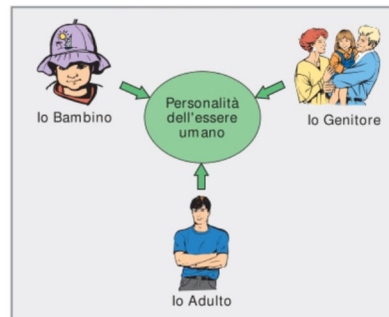 Personalità
dell'essere
umano
Io Bambino
Io Genitore
Io Adulto